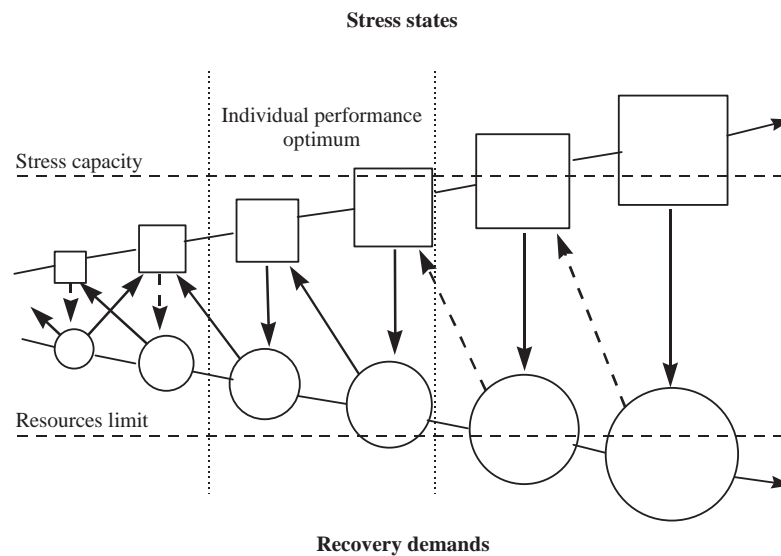 Stress states
Individual performance
optimum
Stress capacity
Resources limit
Recovery demands